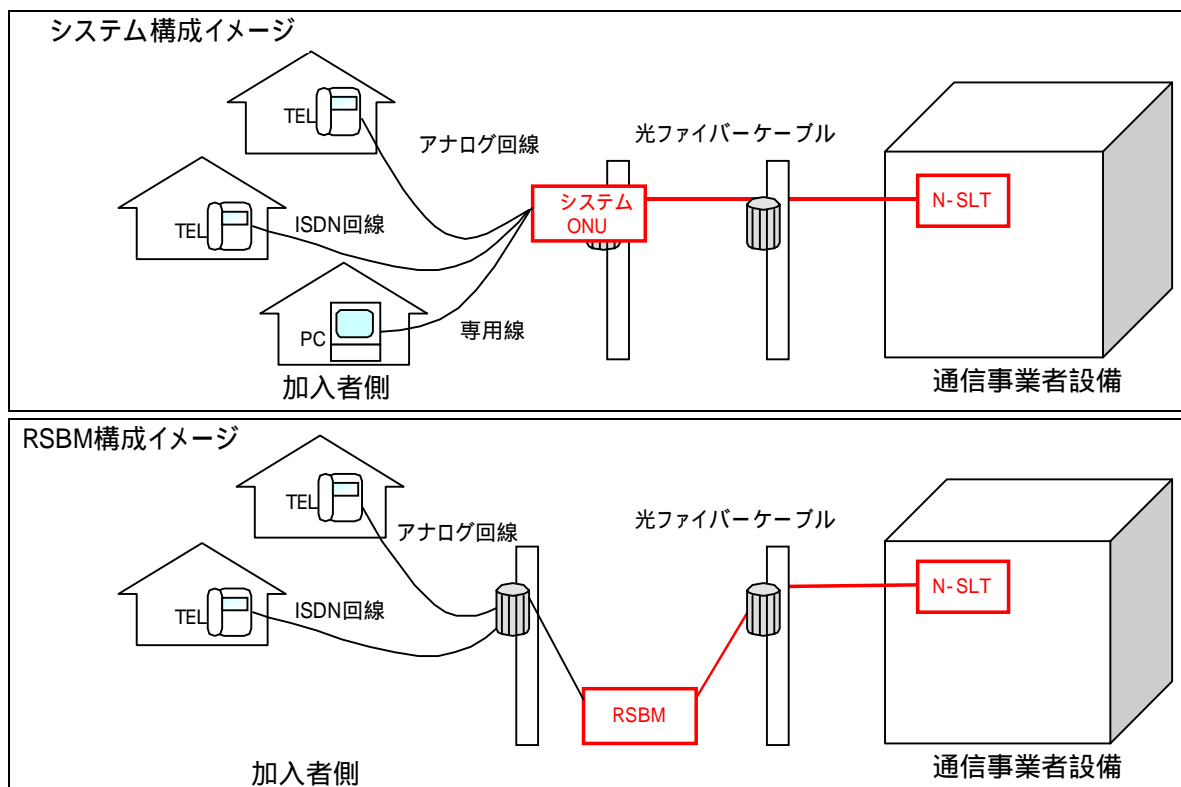 システム構成イメージ
TEL
アナログ回線
光ファイバーケーブル
TEL
ISDN回線
システム
ONU
N-SLT
PC
専用線
加入者側
通信事業者設備
RSBM構成イメージ
TEL
アナログ回線
光ファイバーケーブル
TEL
ISDN回線
N-SLT
RSBM
加入者側
通信事業者設備